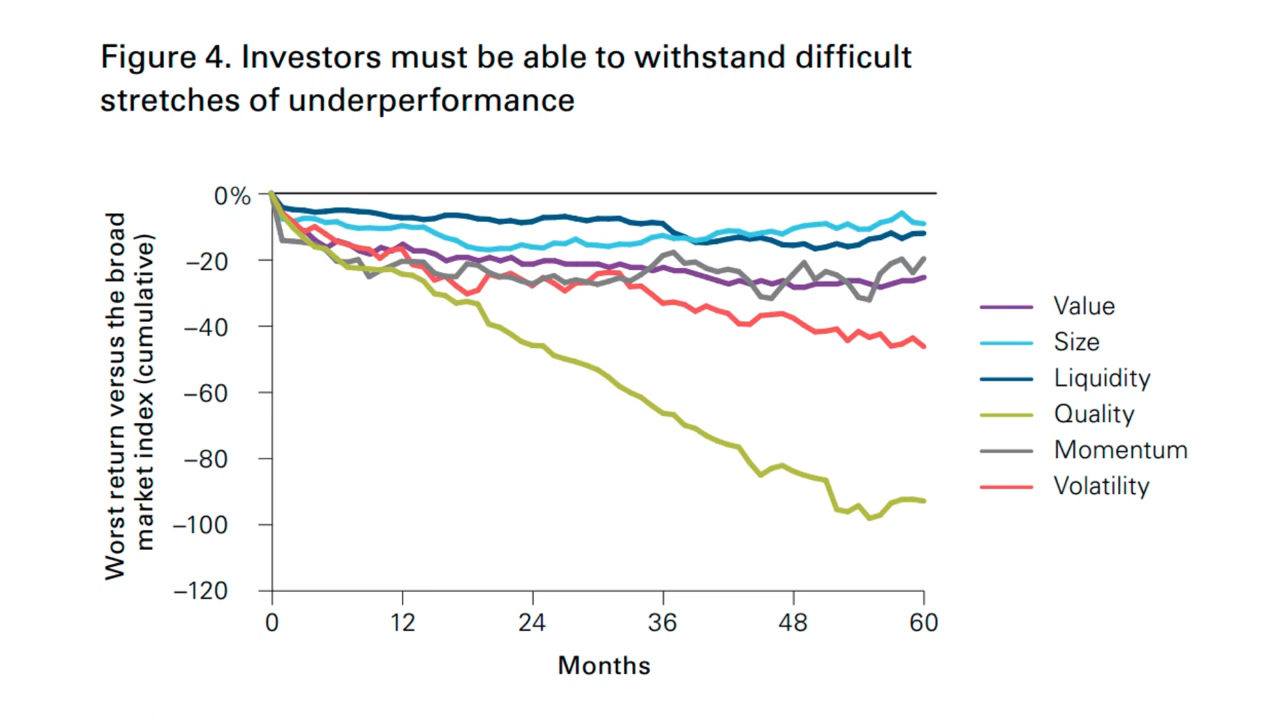 Figure 4. Investors must be able to withstand difficult
stretches of underperformance
Worst return versus the broad
market index (cumulative)
0%
–20
–40
–60
–80
–100
–120
0 12 24 36 48 60
Months
Value
Size
Liquidity
Quality
Momentum
Volatility